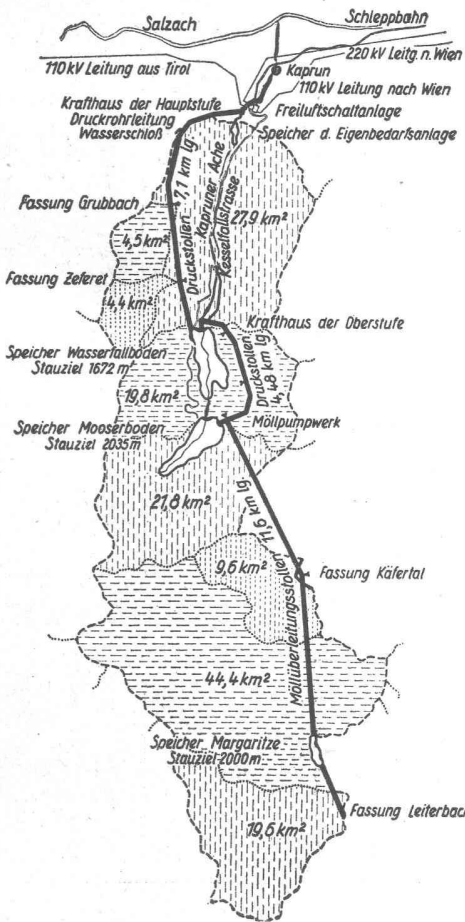 Salzach
Schleppbahn
220 kV Leitg. n. Wien
110 kV Leitung aus Tirol
Kaprun
110 kV Leitung nach Wien
Krafthaus der Hauptstufe
Druckrohrleitung
Wasserschloß
Freiluftschaltanlage
Speicher d. Eigenbedarfsanlage
Druckstollen 7,1 km lg
Kapruner Ache
Kesselfallstrasse
27,9 km²
Fassung Grubbach
4,5 km²
Fassung Zeferet
4,4 km²
Krafthaus der Oberstufe
Speicher Wasserfallboden
Stauziel 1672 m
Druckstollen
4,48 km lg
19,8 km²
Speicher Mooserboden
Stauziel 2035 m
Möllpumpwerk
21,8 km²
Möllüberleitungsstollen 11,6 km lg
9,6 km²
Fassung Käfertal
44,4 km²
Speicher Margaritze
Stauziel 2000 m
Fassung Leiterbach
19,6 km²